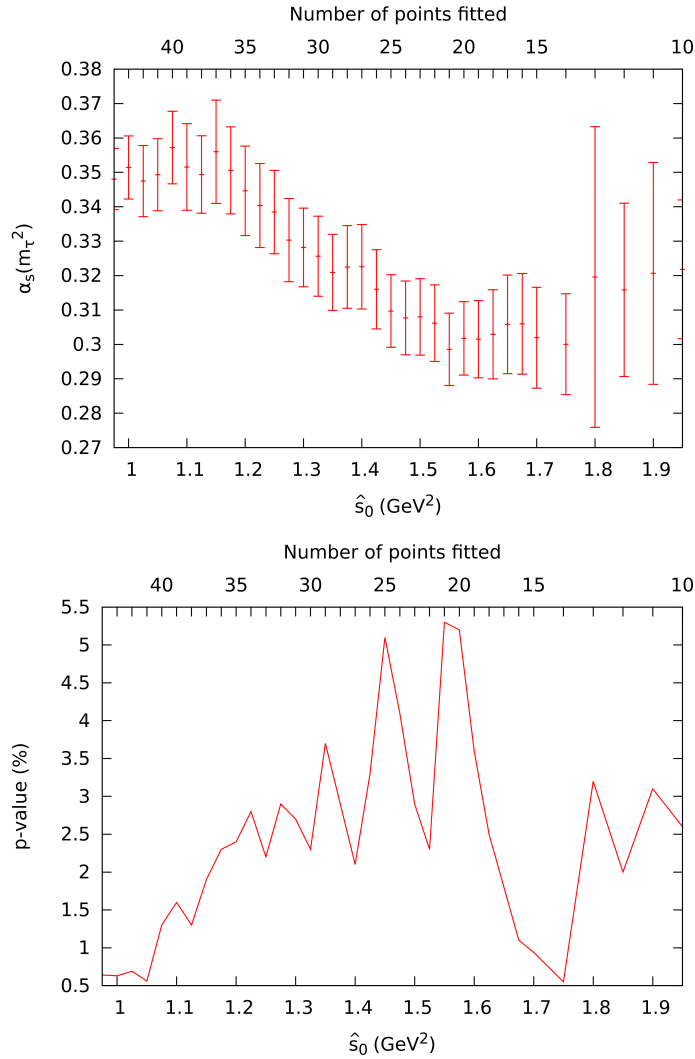 Number of points fitted
40 34 29 25 20 15 10
0.38
0.37
0.36
0.35
0.34
0.33
0.32
0.31
0.3
0.29
0.28
0.27
αs(mτ²)
1 1.1 1.2 1.3 1.4 1.5 1.6 1.7 1.8 1.9
ŝ₀ (GeV²)
Number of points fitted
40 34 29 25 20 15 10
5.5
5
4.5
4
3.5
3
2.5
2
1.5
1
0.5
p-value (%)
1 1.1 1.2 1.3 1.4 1.5 1.6 1.7 1.8 1.9
ŝ₀ (GeV²)